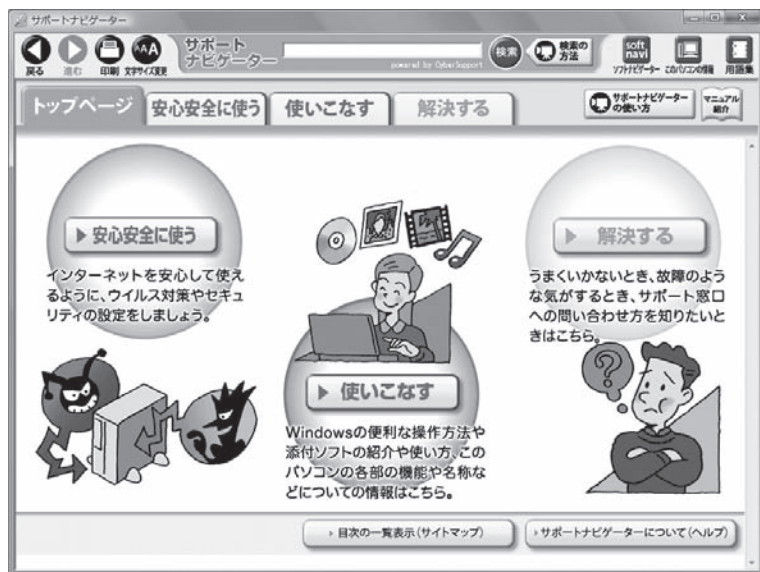 サポートナビゲーター
戻る
進む
印刷
文字サイズ変更
サポート
ナビゲーター
powered by CyberSupport
検索
検索の
方法
soft
navi
ソフトナビゲーター
このパソコンの情報
用語集
トップページ
安心安全に使う
使いこなす
解決する
サポートナビゲーター
の使い方
マニュアル
紹介
安心安全に使う
インターネットを安心して使え
るように、ウイルス対策やセキュ
リティの設定をしましょう。
使いこなす
Windowsの便利な操作方法や
添付ソフトの紹介や使い方、この
パソコンの各部の機能や名称な
どについての情報はこちら。
解決する
うまくいかないとき、故障のよう
な気がするとき、サポート窓口
への問い合わせ方を知りたいと
きはこちら。
?
目次の一覧表示(サイトマップ)
サポートナビゲーターについて(ヘルプ)